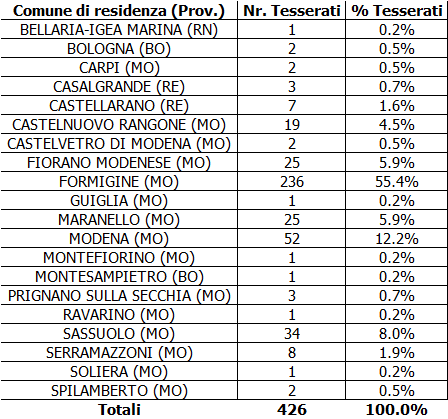 Comune di residenza (Prov.) Nr. Tesserati % Tesserati
BELLARIA-IGEA MARINA (RN) 1 0.2%
BOLOGNA (BO) 2 0.5%
CARPI (MO) 2 0.5%
CASALGRANDE (RE) 3 0.7%
CASTELLARANO (RE) 7 1.6%
CASTELNUOVO RANGONE (MO) 19 4.5%
CASTELVETRO DI MODENA (MO) 2 0.5%
FIORANO MODENESE (MO) 25 5.9%
FORMIGINE (MO) 236 55.4%
GUIGLIA (MO) 1 0.2%
MARANELLO (MO) 25 5.9%
MODENA (MO) 52 12.2%
MONTEFIORINO (MO) 1 0.2%
MONTESAMPIETRO (BO) 1 0.2%
PRIGNANO SULLA SECCHIA (MO) 3 0.7%
RAVARINO (MO) 1 0.2%
SASSUOLO (MO) 34 8.0%
SERRAMAZZONI (MO) 8 1.9%
SOLIERA (MO) 1 0.2%
SPILAMBERTO (MO) 2 0.5%
Totali 426 100.0%